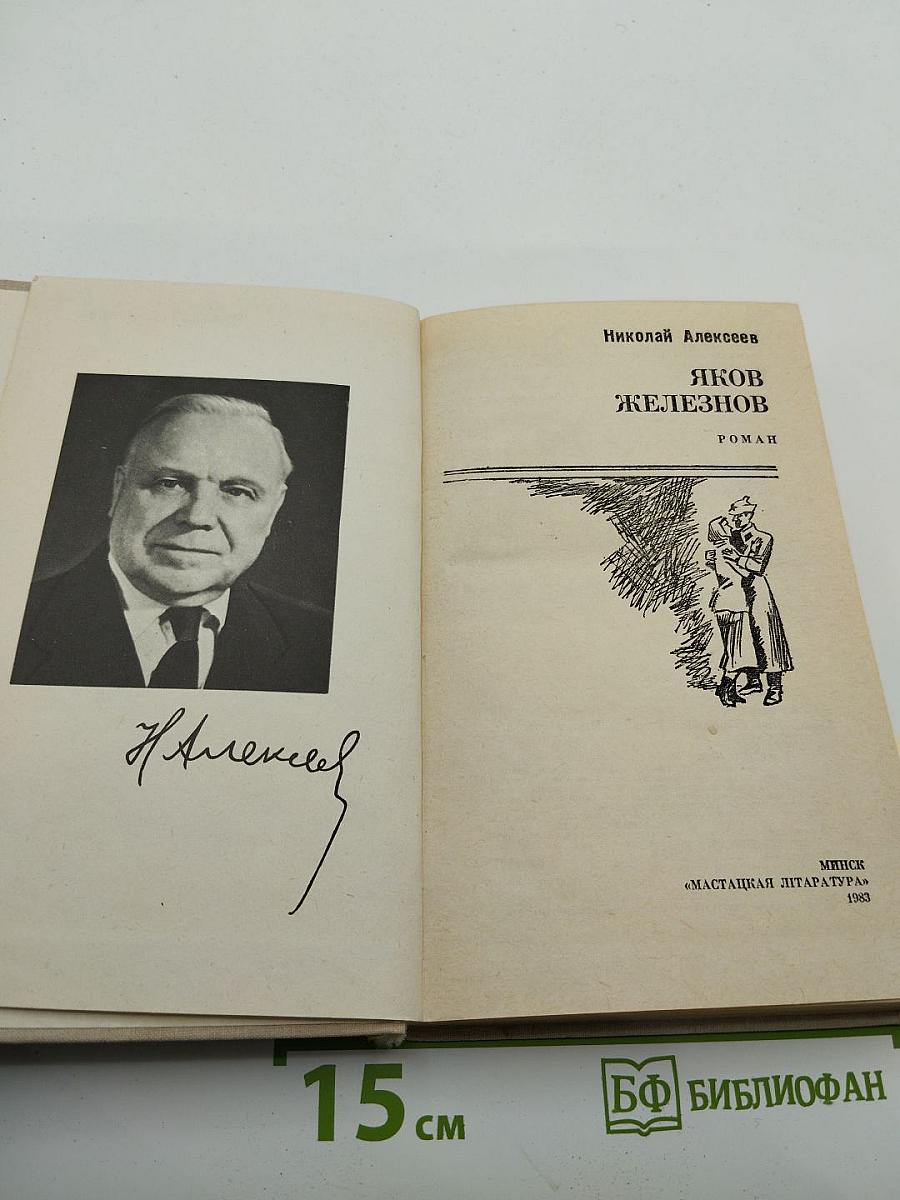 Н Алексеев
Николай Алексеев
ЯКОВ
ЖЕЛЕЗНОВ
РОМАН
МИНСК
«МАСТАЦКАЯ ЛІТАРАТУРА»
1983
15 см
БФ БИБЛИОФАН